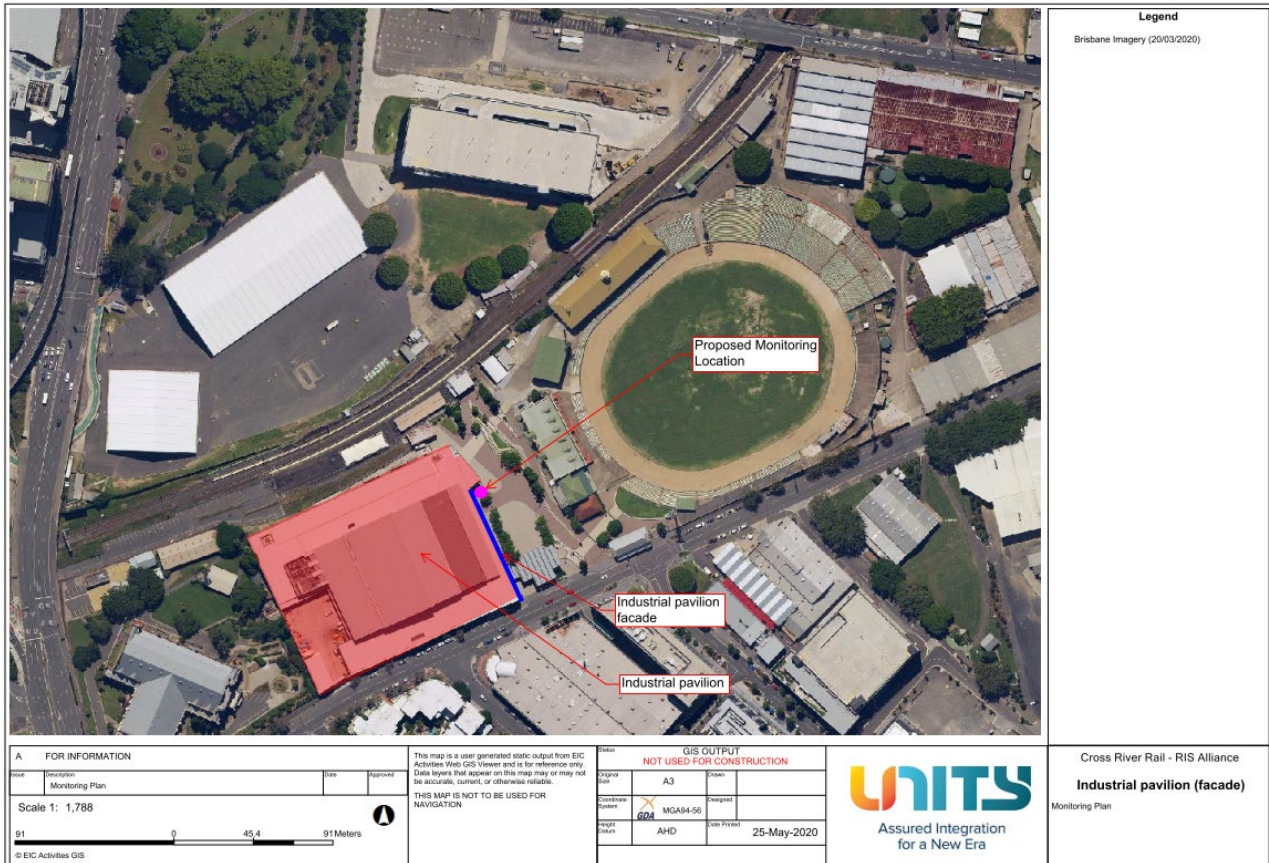 Legend
Brisbane Imagery (20/03/2020)
Proposed Monitoring
Location
Industrial pavilion
facade
Industrial pavilion
A FOR INFORMATION
Issue Description Date Approved
Monitoring Plan
Scale 1: 1,788
91 0 45.4 91 Meters
© EIC Activities GIS
This map is a user generated static output from EIC
Activities Web GIS Viewer and is for reference only.
Data layers that appear on this map may or may not
be accurate, current, or otherwise reliable.
THIS MAP IS NOT TO BE USED FOR
NAVIGATION
Status GIS OUTPUT
NOT USED FOR CONSTRUCTION
Original
Size A3 Drawn
Coordinate
System GDA MGA94-56 Designed
Height
Datum AHD Date Printed 25-May-2020
UNITY
Assured Integration
for a New Era
Cross River Rail - RIS Alliance
Industrial pavilion (facade)
Monitoring Plan